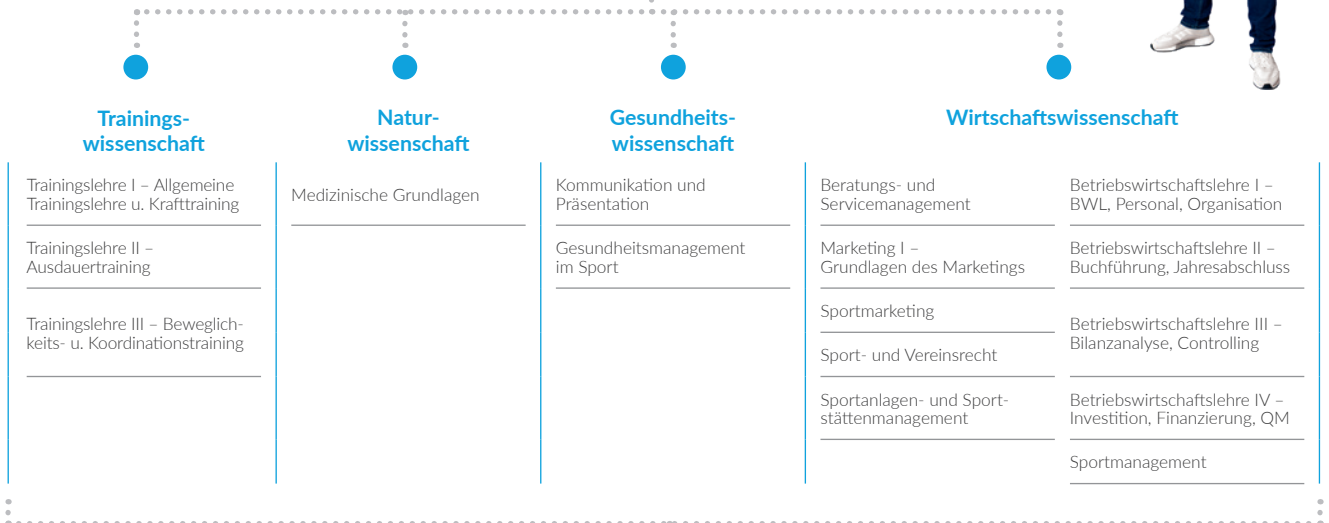 Trainings-
wissenschaft
Trainingslehre I – Allgemeine
Trainingslehre u. Krafttraining
Trainingslehre II –
Ausdauertraining
Trainingslehre III – Beweglich-
keits- u. Koordinationstraining
Natur-
wissenschaft
Medizinische Grundlagen
Gesundheits-
wissenschaft
Kommunikation und
Präsentation
Gesundheitsmanagement
im Sport
Wirtschaftswissenschaft
Beratungs- und
Servicemanagement
Marketing I –
Grundlagen des Marketings
Sportmarketing
Sport- und Vereinsrecht
Sportanlagen- und Sport-
stättenmanagement
Betriebswirtschaftslehre I –
BWL, Personal, Organisation
Betriebswirtschaftslehre II –
Buchführung, Jahresabschluss
Betriebswirtschaftslehre III –
Bilanzanalyse, Controlling
Betriebswirtschaftslehre IV –
Investition, Finanzierung, QM
Sportmanagement